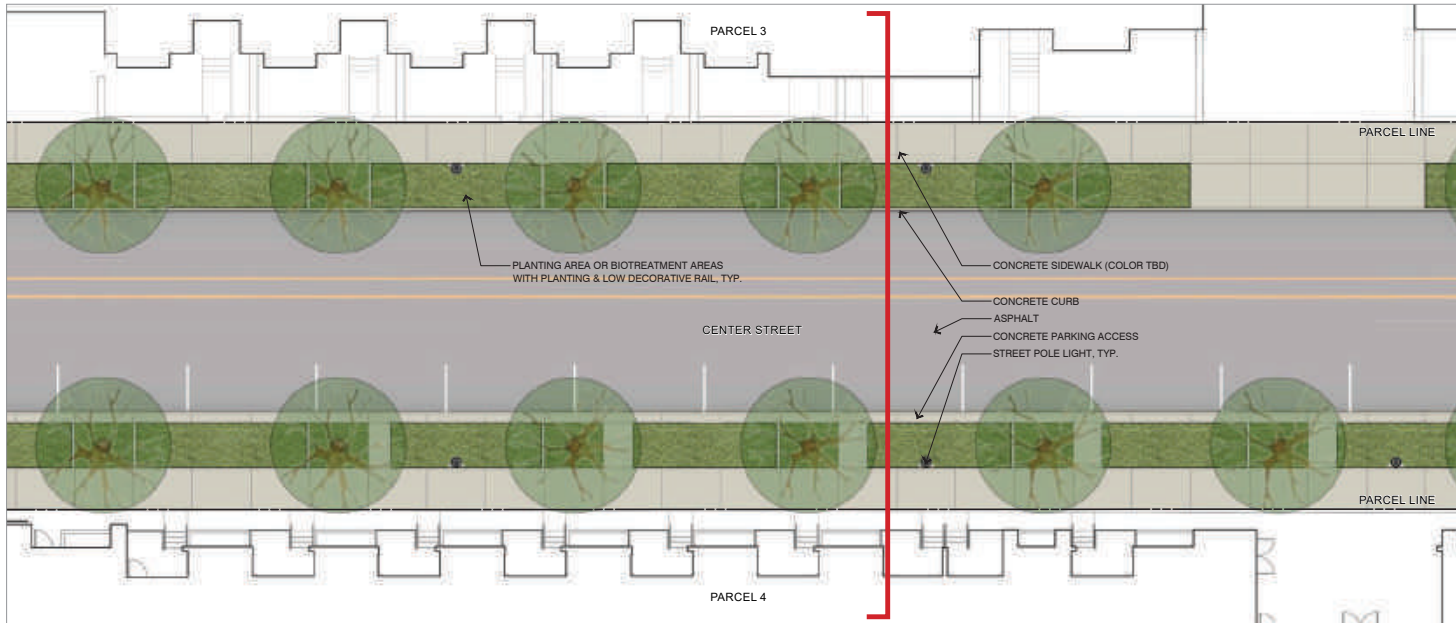 PARCEL 3
PARCEL LINE
PLANTING AREA OR BIOTREATMENT AREAS
WITH PLANTING & LOW DECORATIVE RAIL, TYP.
CONCRETE SIDEWALK (COLOR TBD)
CONCRETE CURB
ASPHALT
CENTER STREET
CONCRETE PARKING ACCESS
STREET POLE LIGHT, TYP.
PARCEL LINE
PARCEL 4